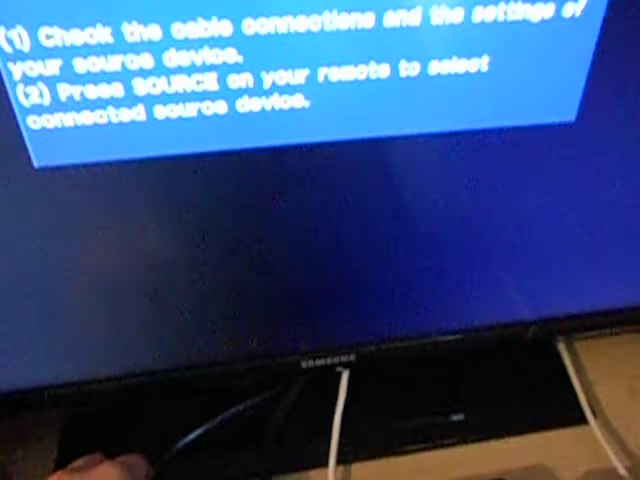 (1) Check the cable connections and the settings of
your source device.
(2) Press SOURCE on your remote to select
connected source device.
SAMSUNG